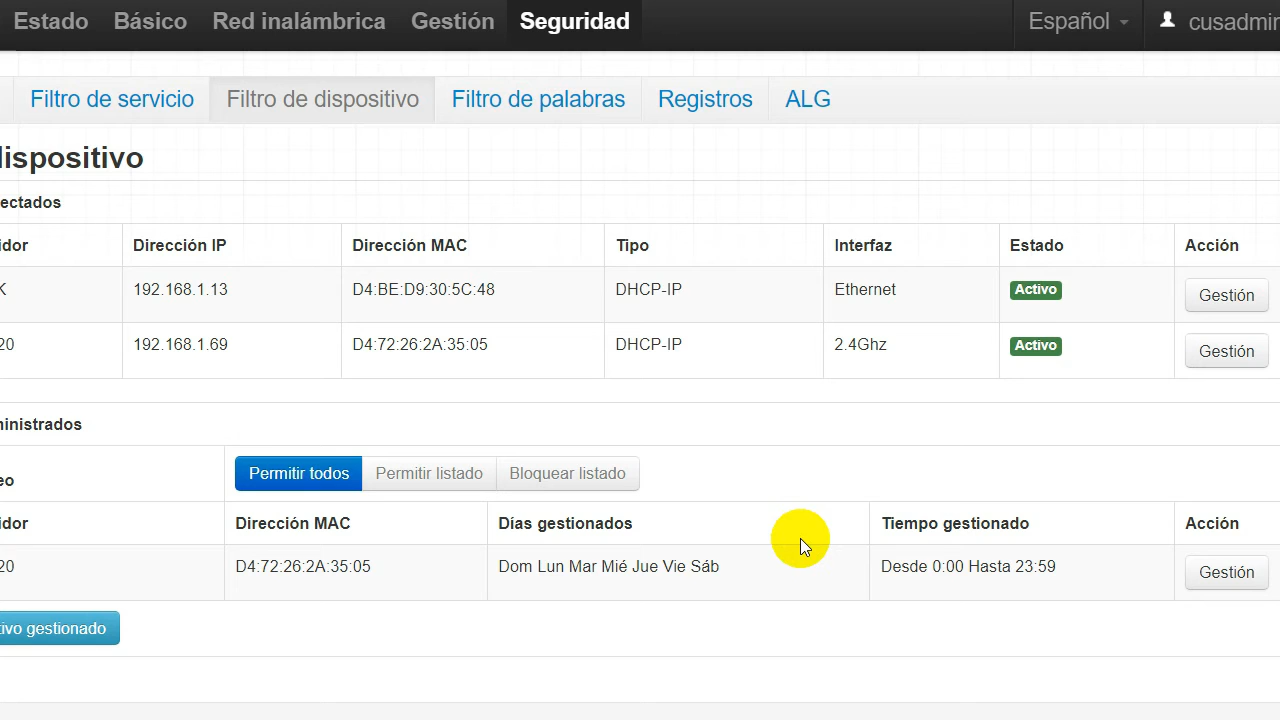 Estado Básico Red inalámbrica Gestión Seguridad Español cusadmin
Filtro de servicio Filtro de dispositivo Filtro de palabras Registros ALG
ispositivo
ectados
idor Dirección IP Dirección MAC Tipo Interfaz Estado Acción
K 192.168.1.13 D4:BE:D9:30:5C:48 DHCP-IP Ethernet Activo Gestión
20 192.168.1.69 D4:72:26:2A:35:05 DHCP-IP 2.4Ghz Activo Gestión
ministrados
eo Permitir todos Permitir listado Bloquear listado
idor Dirección MAC Días gestionados Tiempo gestionado Acción
20 D4:72:26:2A:35:05 Dom Lun Mar Mié Jue Vie Sáb Desde 0:00 Hasta 23:59 Gestión
ivo gestionado